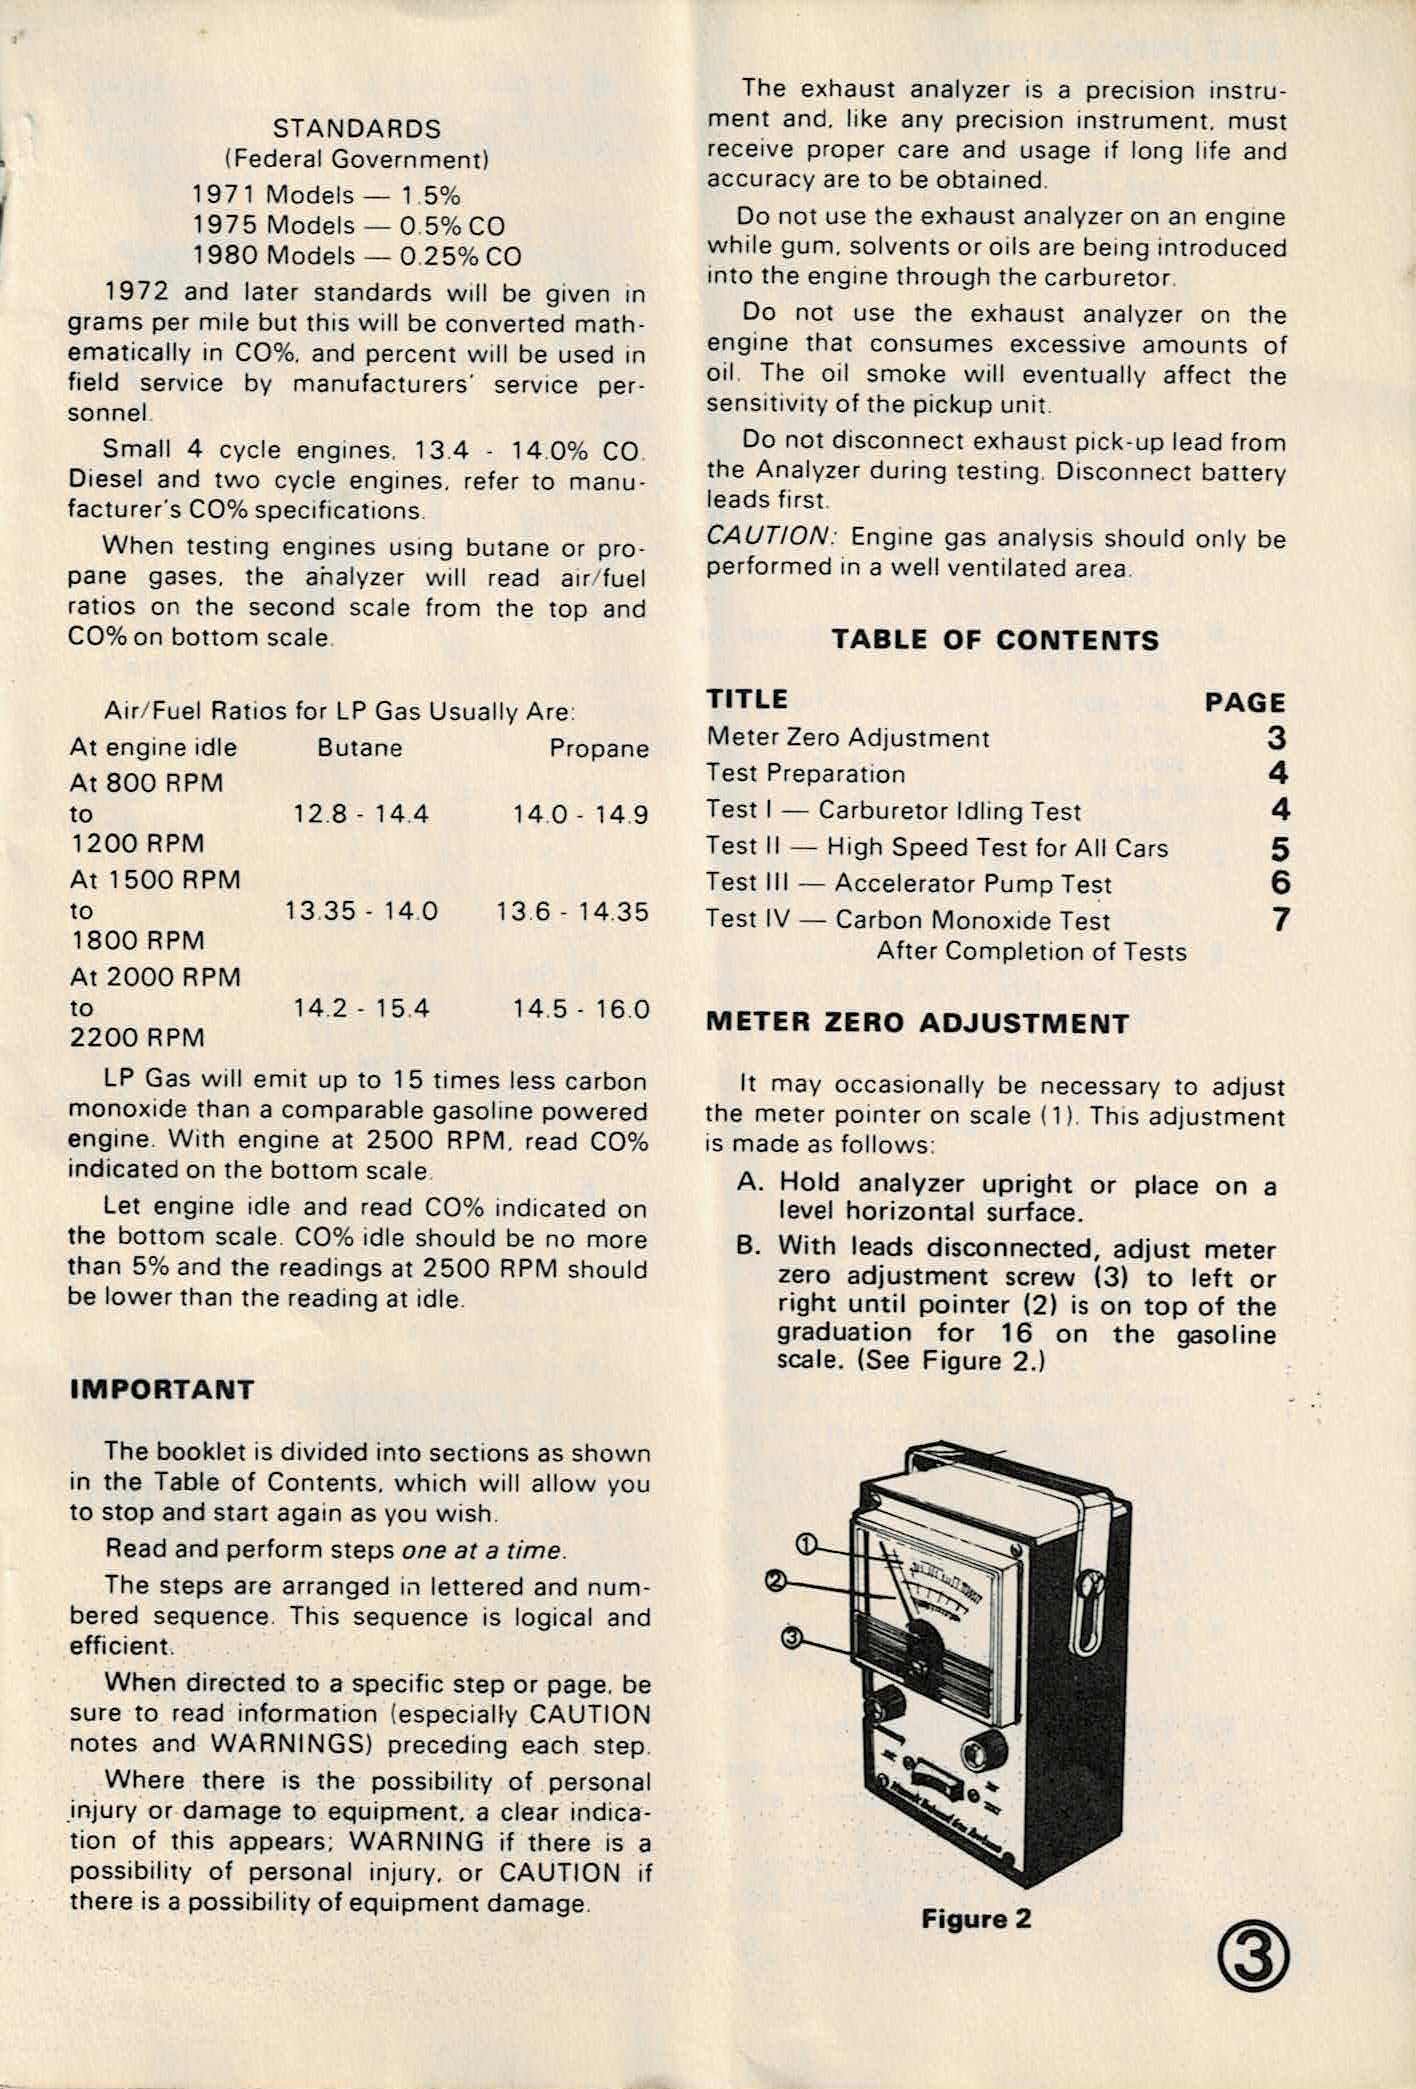 STANDARDS
(Federal Government)
1971 Models — 1.5%
1975 Models — 0.5% CO
1980 Models — 0.25% CO
1972 and later standards will be given in
grams per mile but this will be converted math-
ematically in CO%, and percent will be used in
field service by manufacturers' service per-
sonnel.
Small 4 cycle engines, 13.4 - 14.0% CO.
Diesel and two cycle engines, refer to manu-
facturer's CO% specifications.
When testing engines using butane or pro-
pane gases, the analyzer will read air/fuel
ratios on the second scale from the top and
CO% on bottom scale.
Air/Fuel Ratios for LP Gas Usually Are:
At engine idle Butane Propane
At 800 RPM
to 12.8 - 14.4 14.0 - 14.9
1200 RPM
At 1500 RPM
to 13.35 - 14.0 13.6 - 14.35
1800 RPM
At 2000 RPM
to 14.2 - 15.4 14.5 - 16.0
2200 RPM
LP Gas will emit up to 15 times less carbon
monoxide than a comparable gasoline powered
engine. With engine at 2500 RPM, read CO%
indicated on the bottom scale.
Let engine idle and read CO% indicated on
the bottom scale. CO% idle should be no more
than 5% and the readings at 2500 RPM should
be lower than the reading at idle.
IMPORTANT
The booklet is divided into sections as shown
in the Table of Contents, which will allow you
to stop and start again as you wish.
Read and perform steps one at a time.
The steps are arranged in lettered and num-
bered sequence. This sequence is logical and
efficient.
When directed to a specific step or page, be
sure to read information (especially CAUTION
notes and WARNINGS) preceding each step.
Where there is the possibility of personal
injury or damage to equipment, a clear indica-
tion of this appears; WARNING if there is a
possibility of personal injury, or CAUTION if
there is a possibility of equipment damage.
The exhaust analyzer is a precision instru-
ment and, like any precision instrument, must
receive proper care and usage if long life and
accuracy are to be obtained.
Do not use the exhaust analyzer on an engine
while gum, solvents or oils are being introduced
into the engine through the carburetor.
Do not use the exhaust analyzer on the
engine that consumes excessive amounts of
oil. The oil smoke will eventually affect the
sensitivity of the pickup unit.
Do not disconnect exhaust pick-up lead from
the Analyzer during testing. Disconnect battery
leads first.
CAUTION: Engine gas analysis should only be
performed in a well ventilated area.
TABLE OF CONTENTS
TITLE PAGE
Meter Zero Adjustment 3
Test Preparation 4
Test I — Carburetor Idling Test 4
Test II — High Speed Test for All Cars 5
Test III — Accelerator Pump Test 6
Test IV — Carbon Monoxide Test 7
After Completion of Tests
METER ZERO ADJUSTMENT
It may occasionally be necessary to adjust
the meter pointer on scale (1). This adjustment
is made as follows:
A. Hold analyzer upright or place on a
level horizontal surface.
B. With leads disconnected, adjust meter
zero adjustment screw (3) to left or
right until pointer (2) is on top of the
graduation for 16 on the gasoline
scale. (See Figure 2.)
1
2
3
Figure 2
3